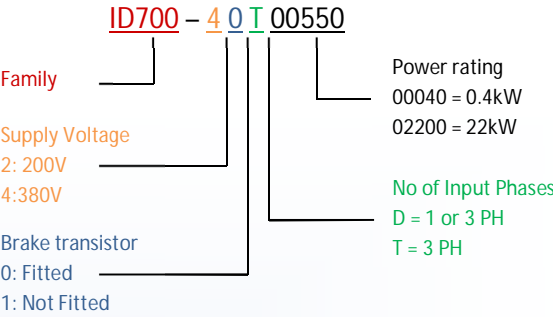 ID700 – 4 0 T 00550
Family
Supply Voltage
2: 200V
4:380V
Brake transistor
0: Fitted
1: Not Fitted
Power rating
00040 = 0.4kW
02200 = 22kW
No of Input Phases
D = 1 or 3 PH
T = 3 PH